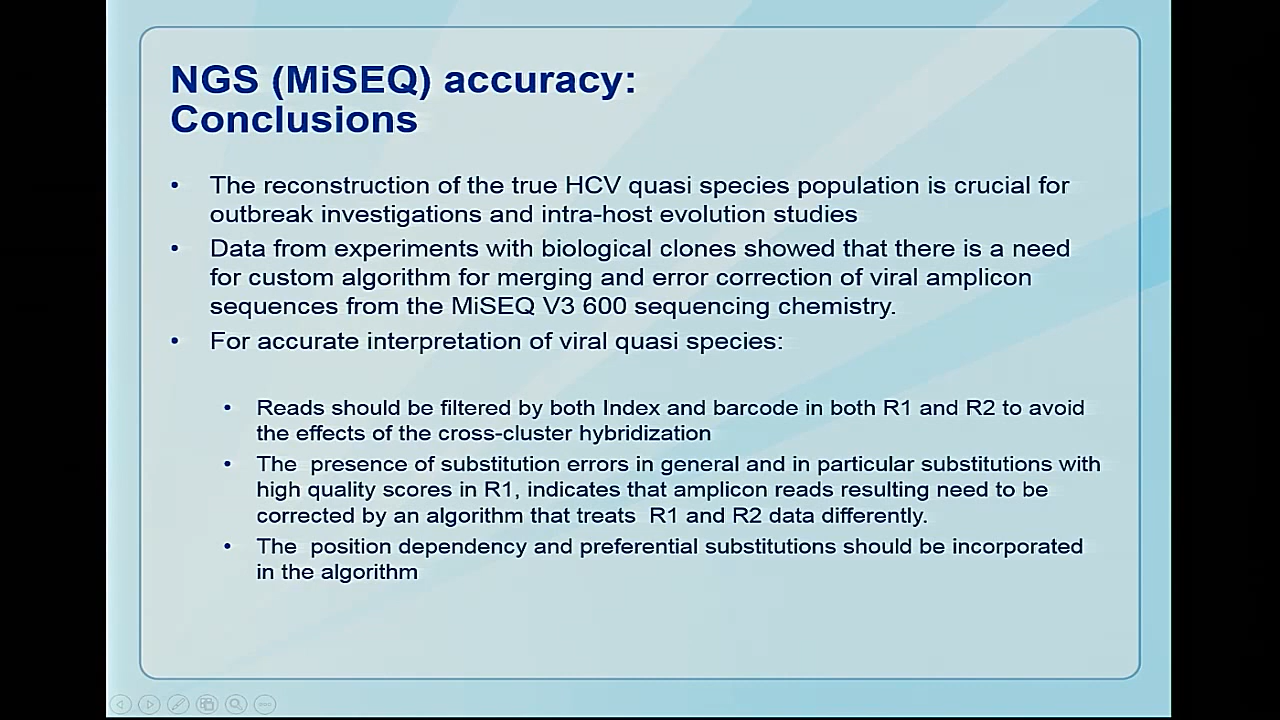 NGS (MiSEQ) accuracy:
Conclusions
• The reconstruction of the true HCV quasi species population is crucial for
outbreak investigations and intra-host evolution studies
• Data from experiments with biological clones showed that there is a need
for custom algorithm for merging and error correction of viral amplicon
sequences from the MiSEQ V3 600 sequencing chemistry.
• For accurate interpretation of viral quasi species:
• Reads should be filtered by both Index and barcode in both R1 and R2 to avoid
the effects of the cross-cluster hybridization
• The  presence of substitution errors in general and in particular substitutions with
high quality scores in R1, indicates that amplicon reads resulting need to be
corrected by an algorithm that treats  R1 and R2 data differently.
• The  position dependency and preferential substitutions should be incorporated
in the algorithm